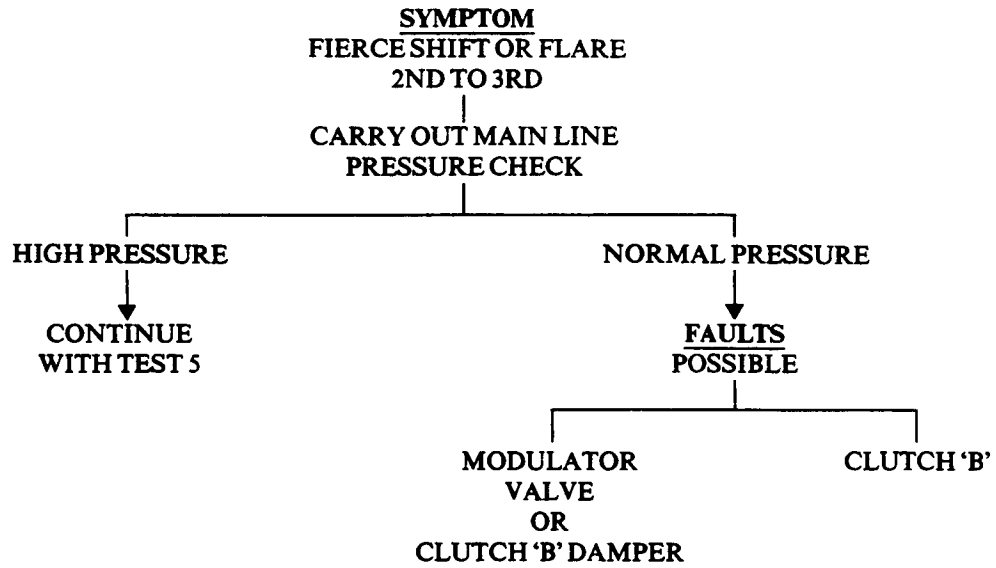 SYMPTOM
FIERCE SHIFT OR FLARE
2ND TO 3RD
CARRY OUT MAIN LINE
PRESSURE CHECK
HIGH PRESSURE
NORMAL PRESSURE
CONTINUE
WITH TEST 5
FAULTS
POSSIBLE
MODULATOR
VALVE
OR
CLUTCH ‘B’ DAMPER
CLUTCH ‘B’